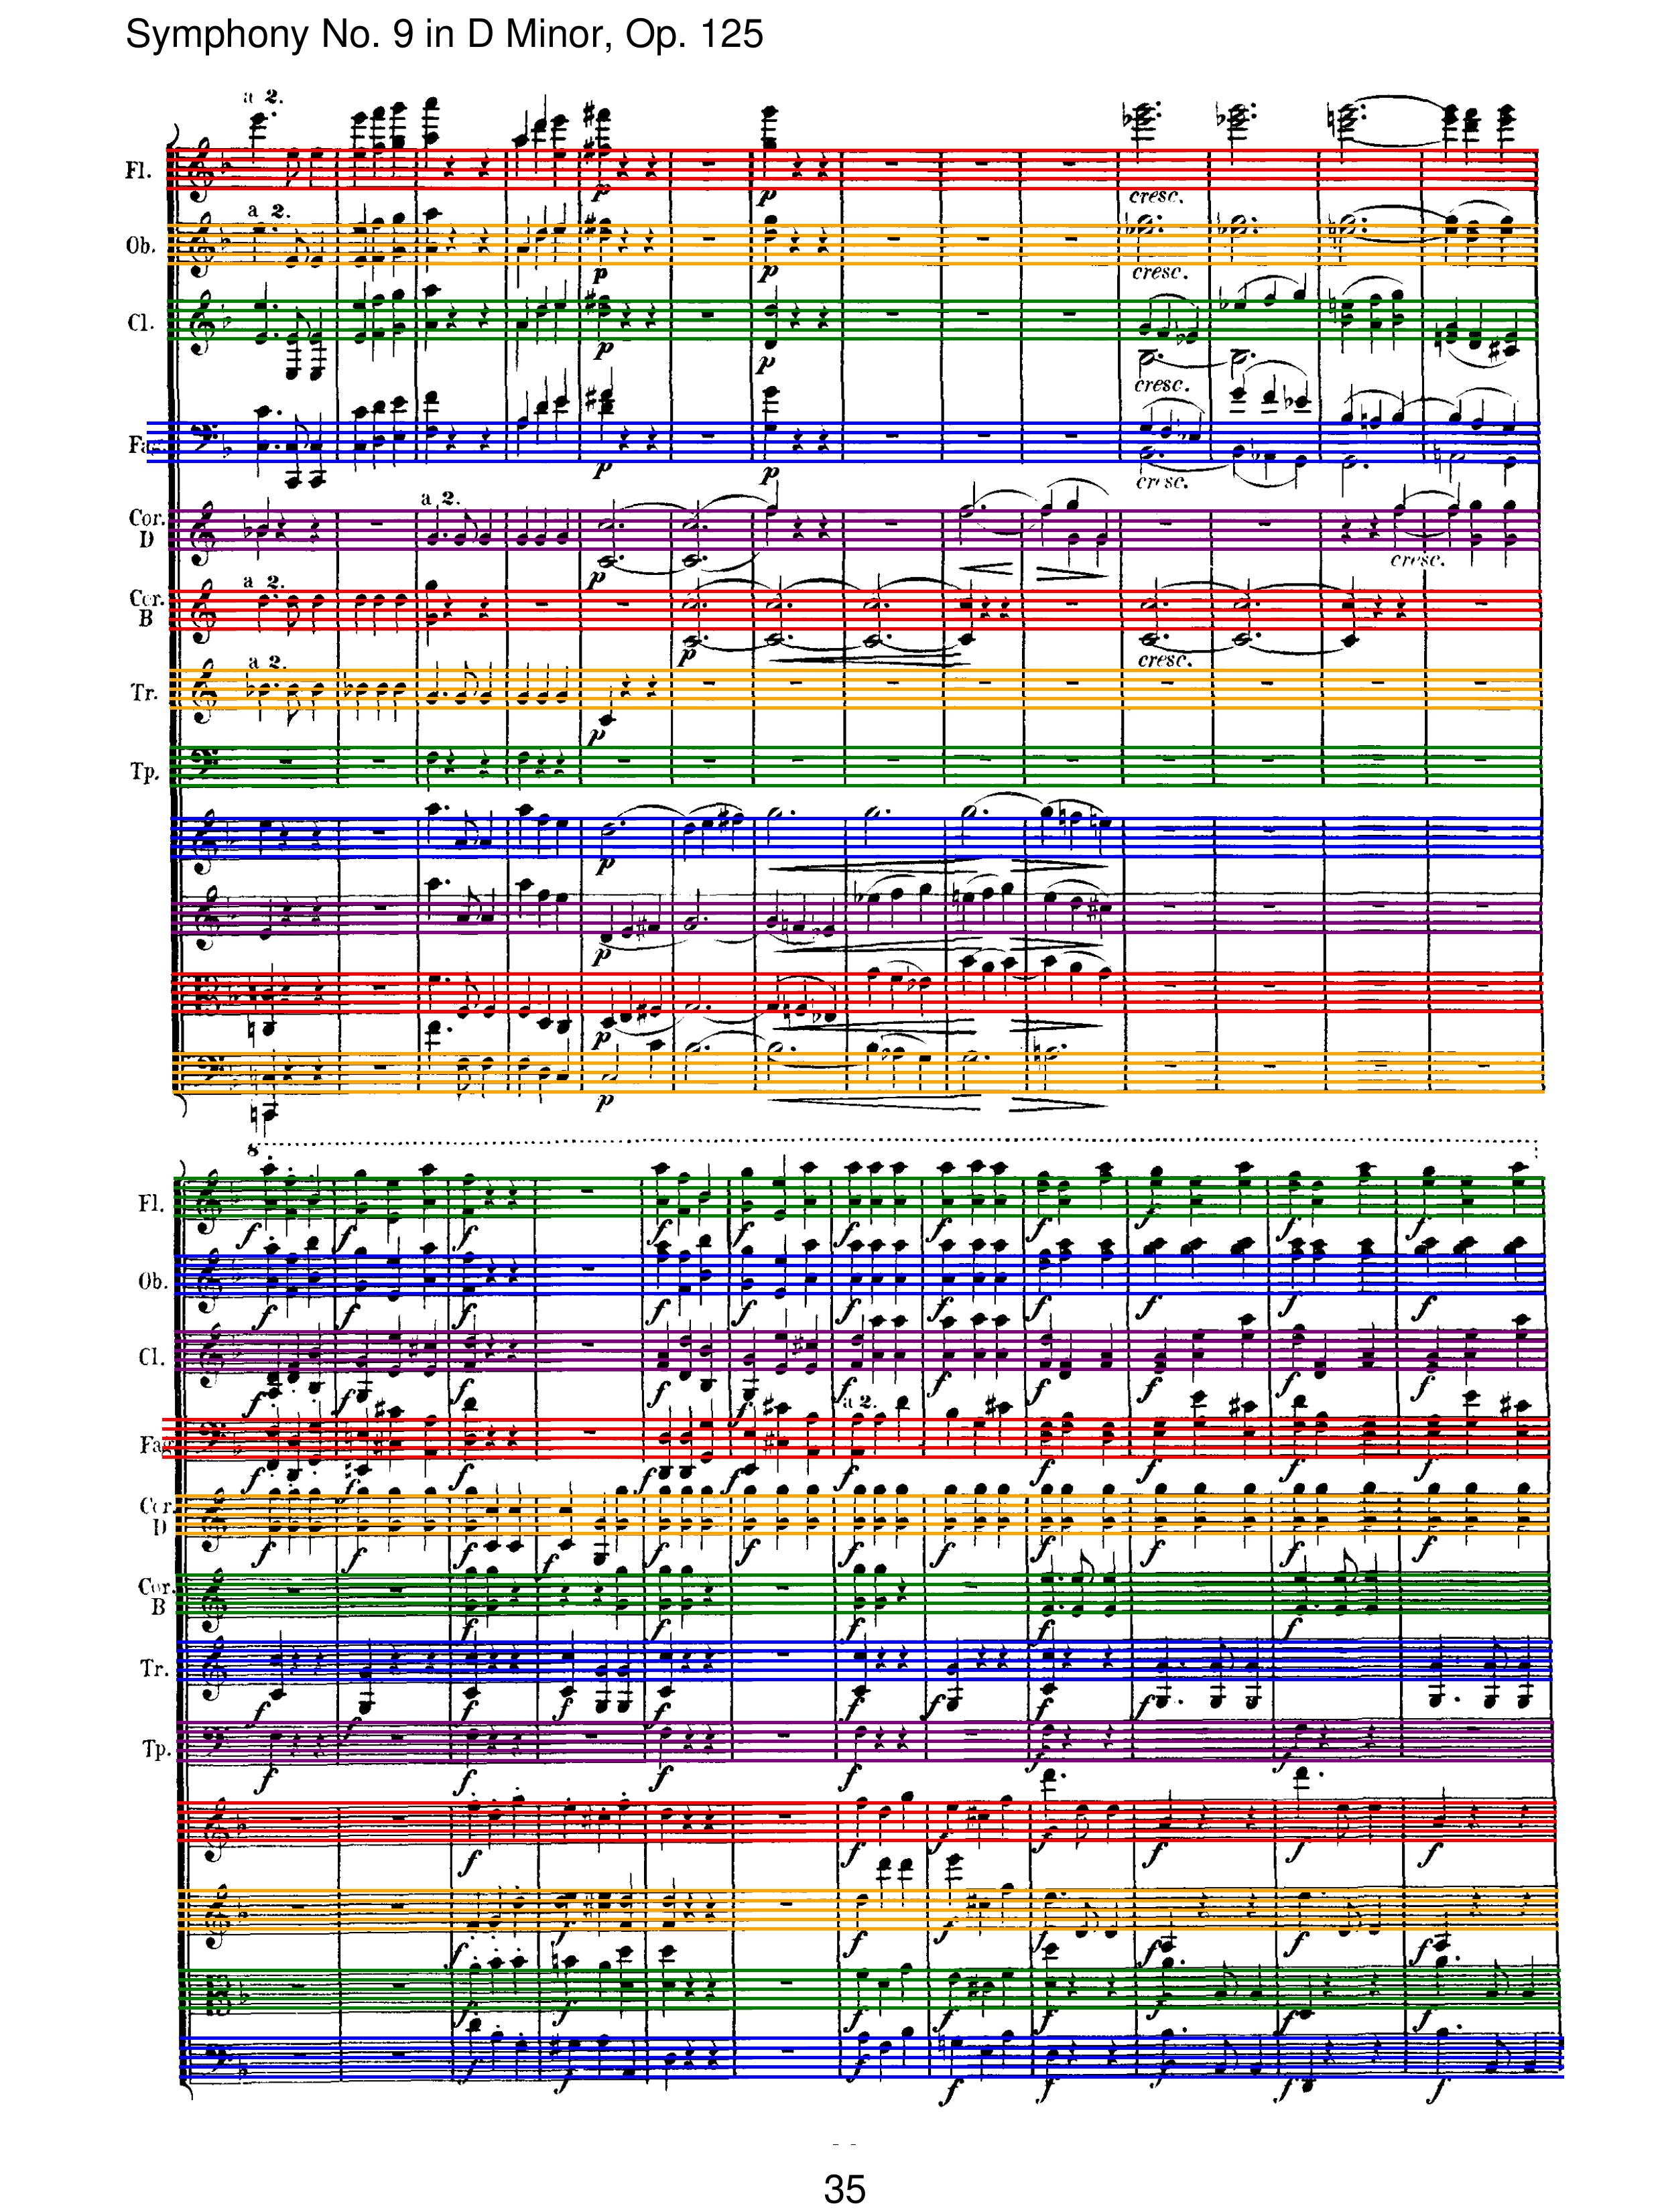 Symphony No. 9 in D Minor, Op. 125
a 2.
Fl.
p p cresc.
a 2.
Ob.
p p cresc.
Cl.
p p cresc.
Fag.
p p cresc.
a 2.
Cor.
D
p cresc.
a 2.
Cor.
B
p cresc.
a 2.
Tr.
p
Tp.
p
p
p
p
8
Fl.
f f f f f f f f f f f
Ob.
f f f f f f f f f f f
Cl.
f f f f f f f f f f f
a 2.
Fag.
f f f f f f f f f f
Cor.
D
f f f f f f f f f f f f
Cor.
B
f f f f f
Tr.
f f f f f f f f f
Tp.
f f f f f f
f f f f f f f
f f f f f f f f
f f f f f f f f
f f f f f f f f
35